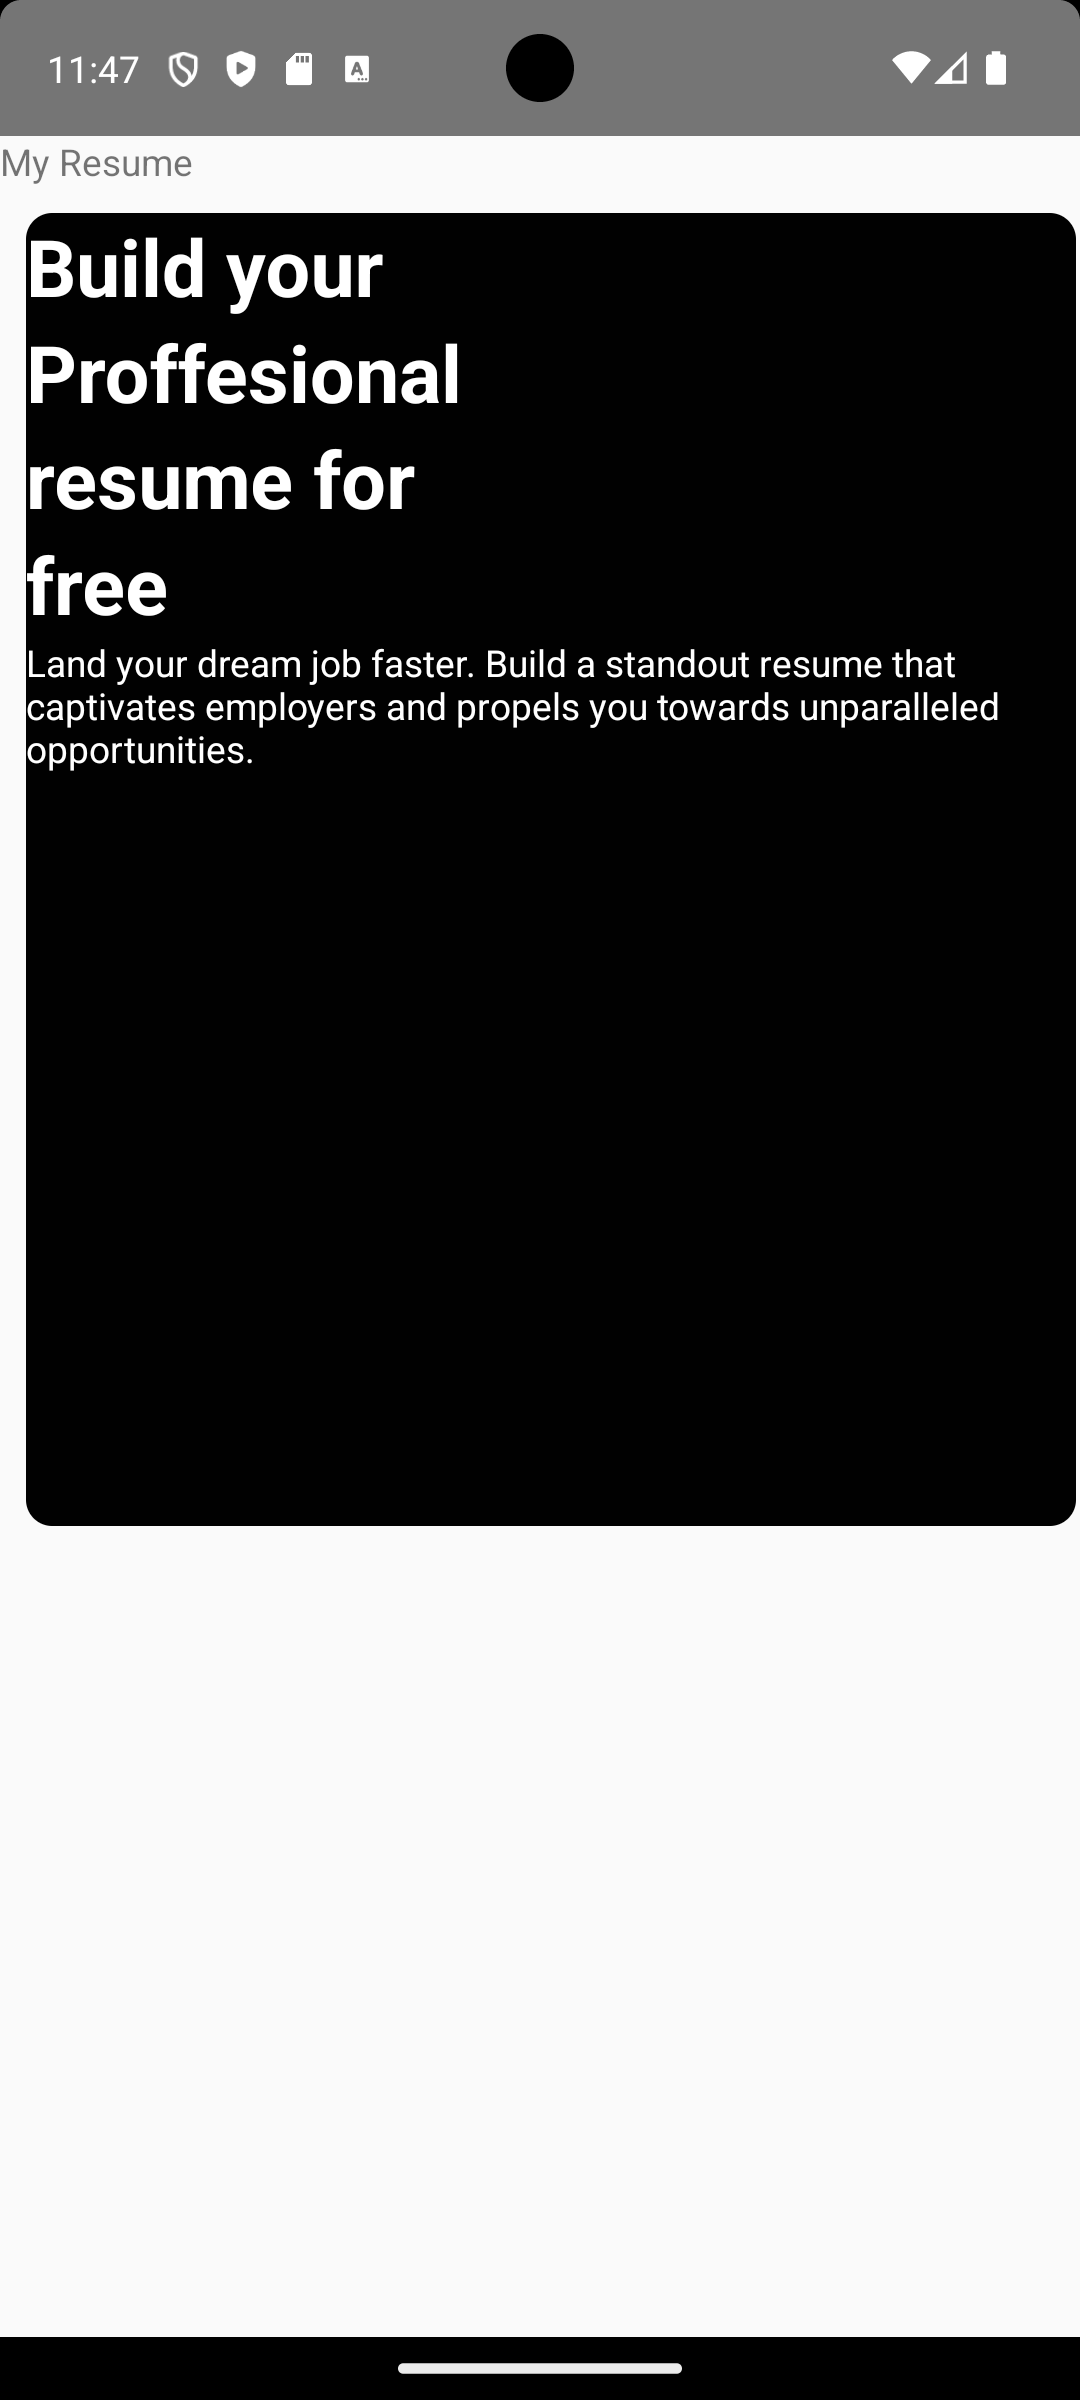 11:47
My Resume
Build your
Proffesional
resume for
free
Land your dream job faster. Build a standout resume that
captivates employers and propels you towards unparalleled
opportunities.